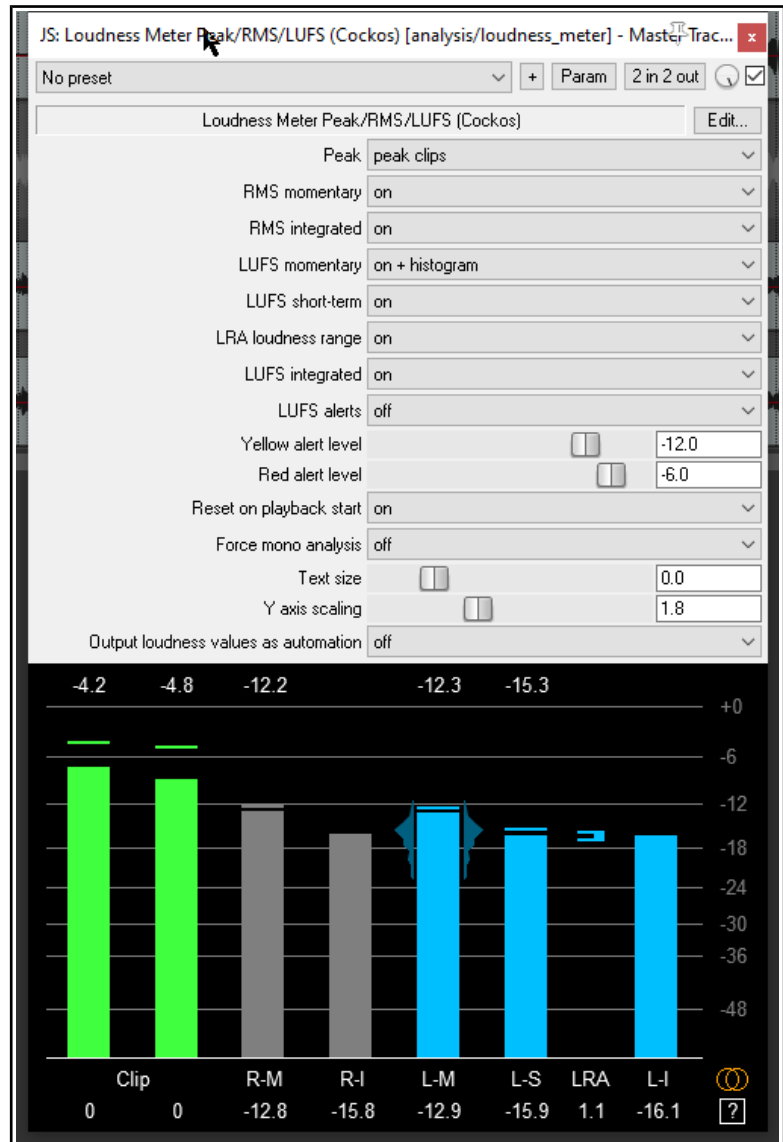 JS: Loudness Meter Peak/RMS/LUFS (Cockos) [analysis/loudness_meter] - Master Trac... x
No preset + Param 2 in 2 out
Loudness Meter Peak/RMS/LUFS (Cockos) Edit...
Peak peak clips
RMS momentary on
RMS integrated on
LUFS momentary on + histogram
LUFS short-term on
LRA loudness range on
LUFS integrated on
LUFS alerts off
Yellow alert level -12.0
Red alert level -6.0
Reset on playback start on
Force mono analysis off
Text size 0.0
Y axis scaling 1.8
Output loudness values as automation off
-4.2 -4.8 -12.2 -12.3 -15.3
+0
-6
-12
-18
-24
-30
-36
-48
Clip R-M R-I L-M L-S LRA L-I
0 0 -12.8 -15.8 -12.9 -15.9 1.1 -16.1 ?